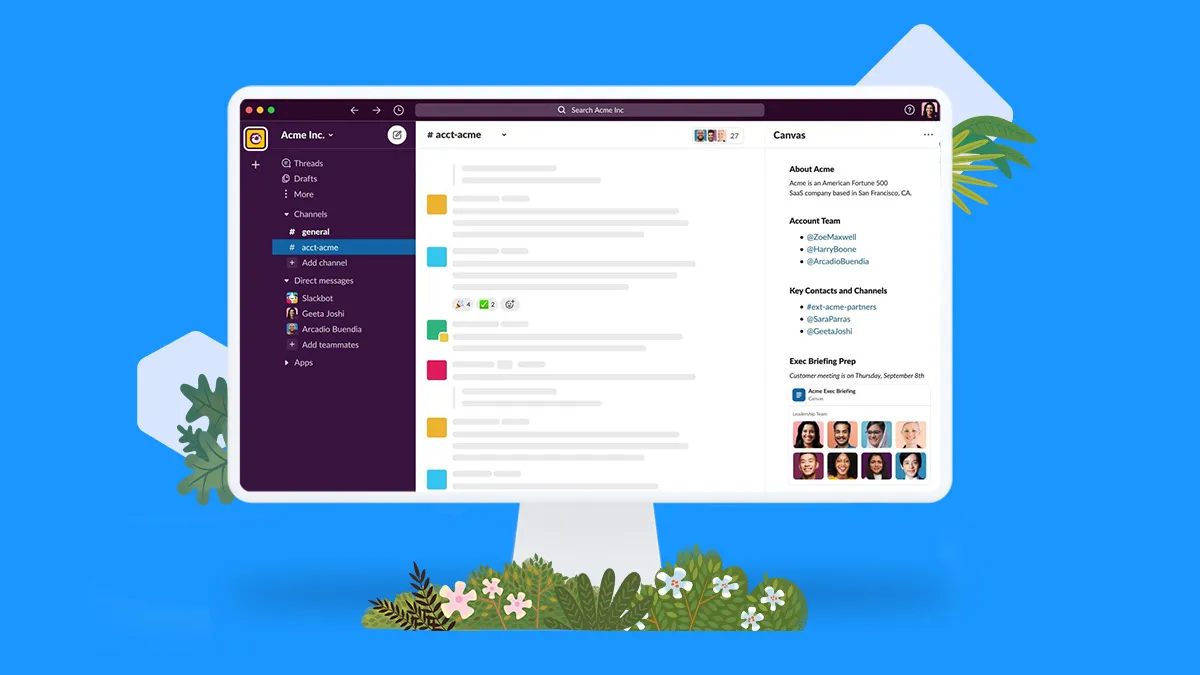 Search Acme Inc
Acme Inc.
Threads
Drafts
More
Channels
# general
# acct-acme
+ Add channel
Direct messages
Slackbot
Geeta Joshi
Arcadio Buendia
+ Add teammates
Apps
# acct-acme
27
4
2
Canvas
About Acme
Acme is an American Fortune 500
SaaS company based in San Francisco, CA.
Account Team
• @ZoeMaxwell
• @HarryBoone
• @ArcadioBuendia
Key Contacts and Channels
• #ext-acme-partners
• @SaraParras
• @GeetaJoshi
Exec Briefing Prep
Customer meeting is on Thursday, September 8th
Acme Exec Briefing
Canvas
Leadership Team